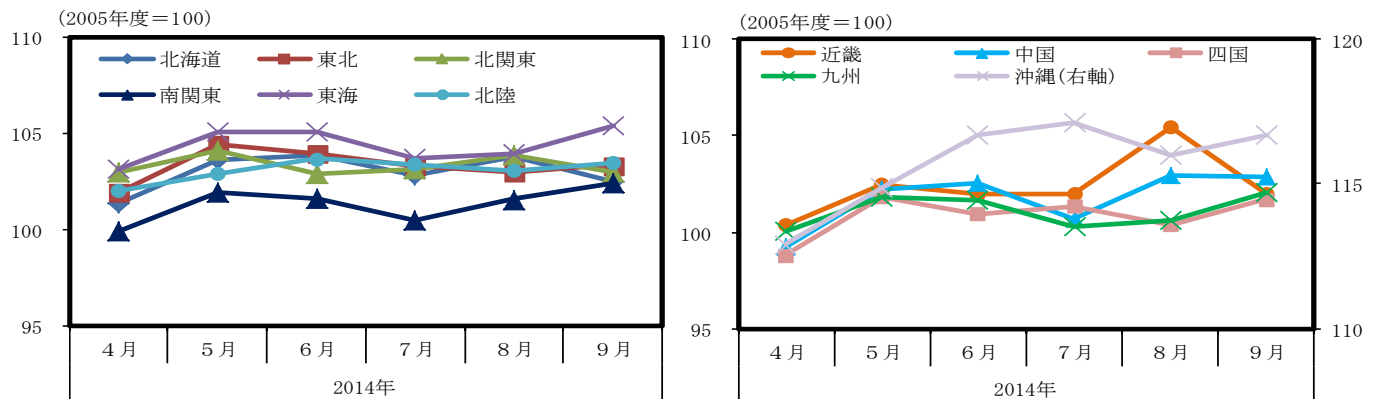 (2005年度＝100)
110
105
100
95
北海道 東北 北関東
南関東 東海 北陸
4月 5月 6月 7月 8月 9月
2014年
(2005年度＝100)
110
105
100
95
120
115
110
近畿 中国 四国
九州 沖縄(右軸)
4月 5月 6月 7月 8月 9月
2014年